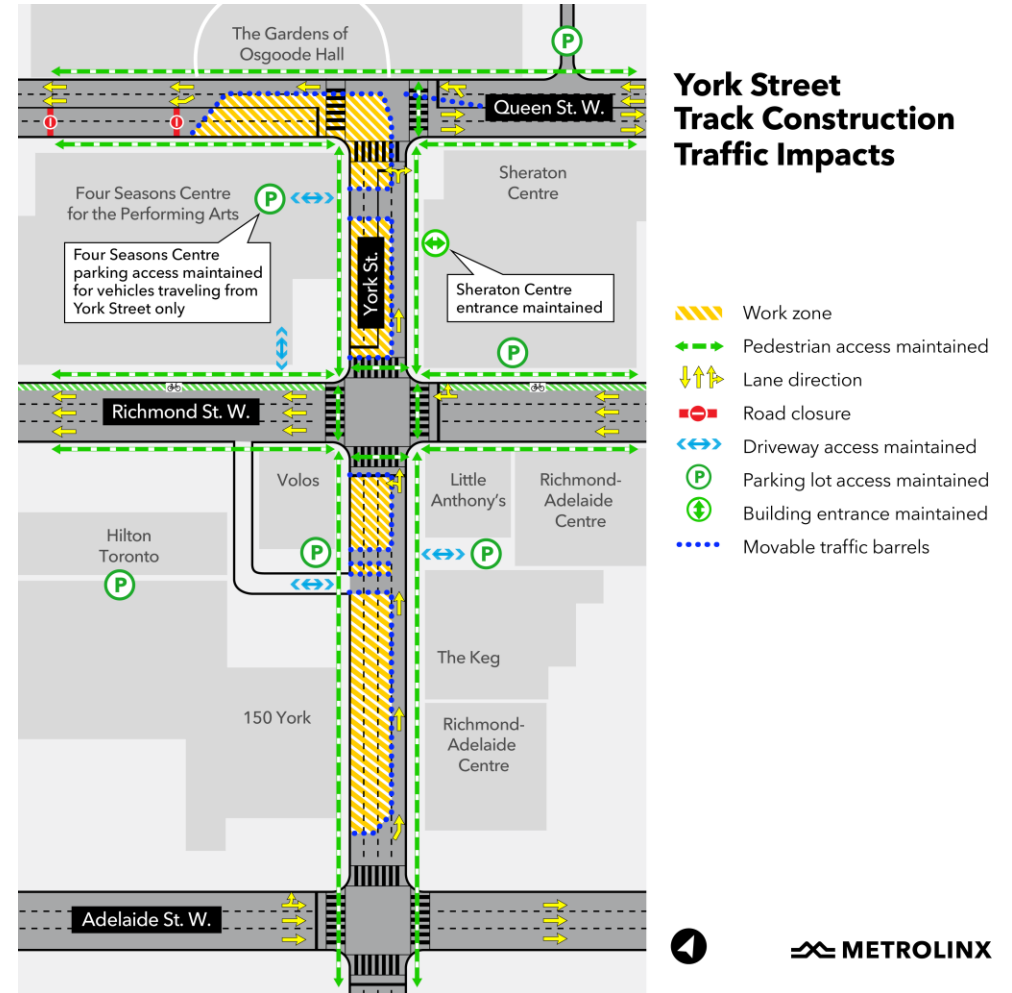 The Gardens of
Osgoode Hall
P
Queen St. W.
York Street
Track Construction
Traffic Impacts
Four Seasons Centre
for the Performing Arts
P
Sheraton
Centre
Four Seasons Centre
parking access maintained
for vehicles traveling from
York Street only
York St.
Sheraton Centre
entrance maintained
P
Richmond St. W.
Work zone
Pedestrian access maintained
Lane direction
Road closure
Driveway access maintained
P
Parking lot access maintained
Building entrance maintained
Movable traffic barrels
Volos
Little
Anthony's
Richmond-
Adelaide
Centre
Hilton
Toronto
P
P
P
The Keg
150 York
Richmond-
Adelaide
Centre
Adelaide St. W.
METROLINX